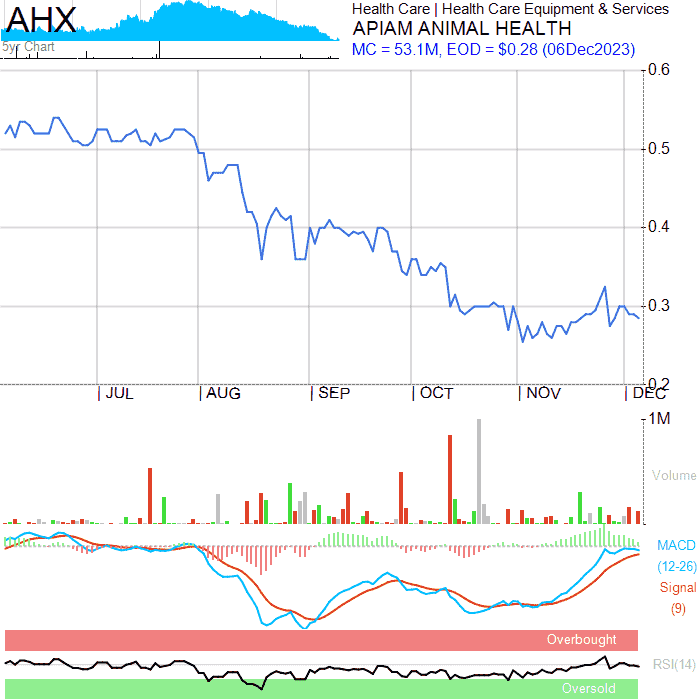 AHX
5yr Chart
Health Care | Health Care Equipment & Services
APIAM ANIMAL HEALTH
MC = 53.1M, EOD = $0.28 (06Dec2023)
0.6
0.5
0.4
0.3
0.2
| JUL | AUG | SEP | OCT | NOV | DEC
1M
Volume
MACD
(12-26)
Signal
(9)
Overbought
RSI(14)
Oversold